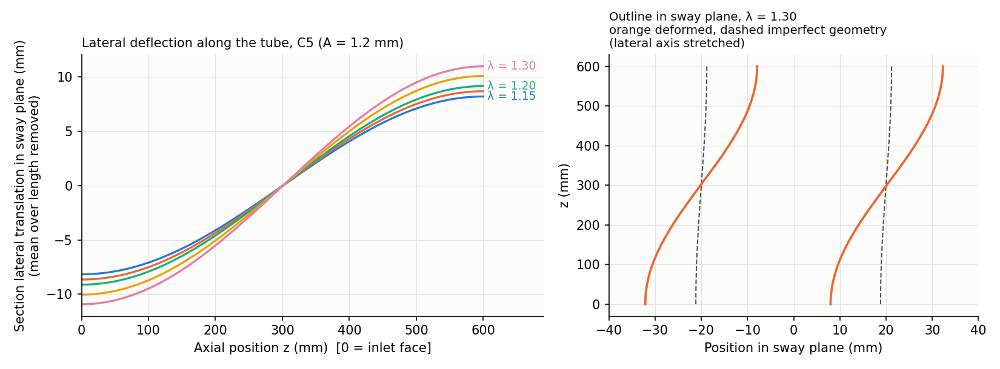 Lateral deflection along the tube, C5 (A = 1.2 mm)
Section lateral translation in sway plane (mm)
(mean over length removed)
10
5
0
−5
−10
λ = 1.30
λ = 1.20
λ = 1.15
0 100 200 300 400 500 600
Axial position z (mm) [0 = inlet face]
Outline in sway plane, λ = 1.30
orange deformed, dashed imperfect geometry
(lateral axis stretched)
z (mm)
600
500
400
300
200
100
0
−40 −30 −20 −10 0 10 20 30 40
Position in sway plane (mm)